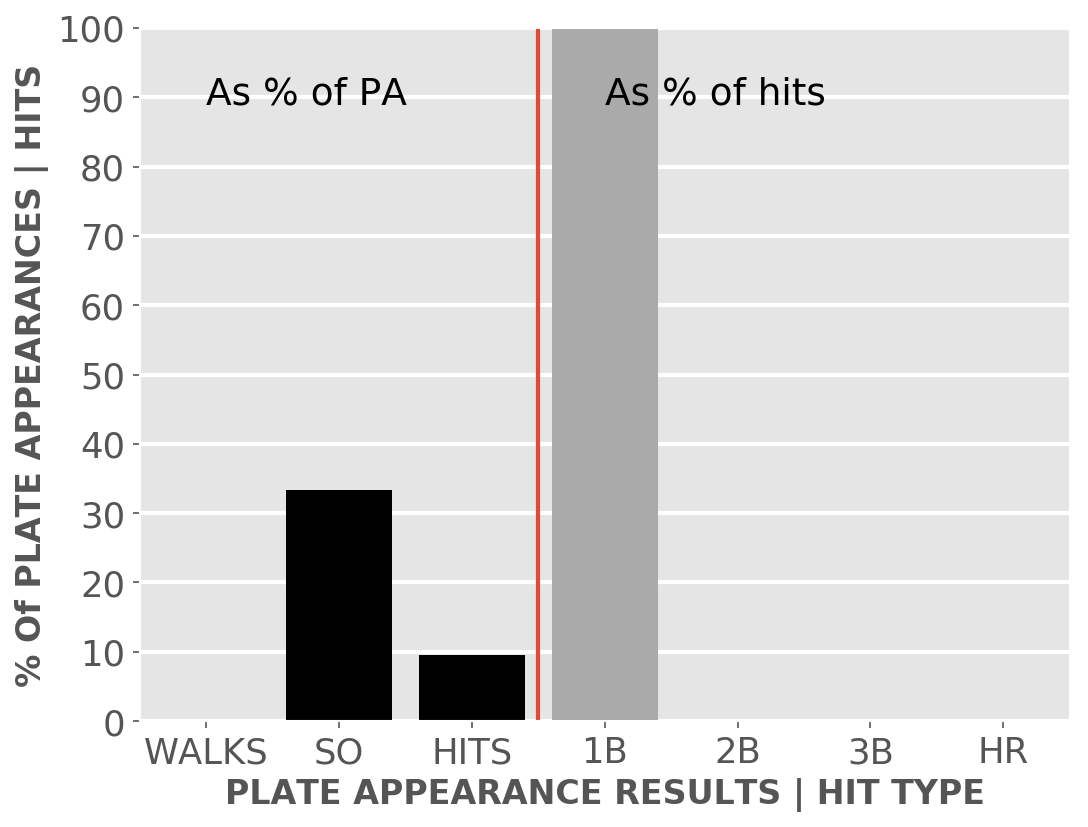 % Of PLATE APPEARANCES | HITS
100
90
80
70
60
50
40
30
20
10
0
As % of PA
As % of hits
WALKS SO HITS 1B 2B 3B HR
PLATE APPEARANCE RESULTS | HIT TYPE